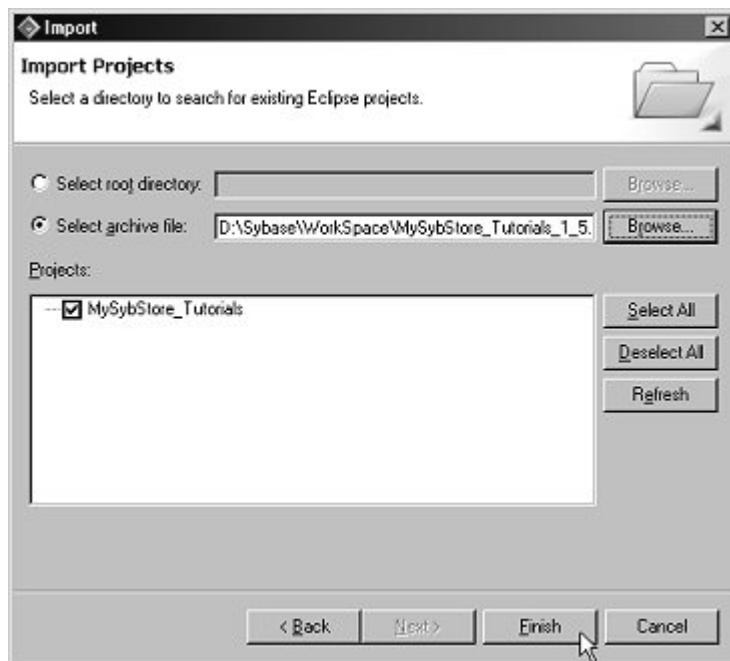 Import
Import Projects
Select a directory to search for existing Eclipse projects.
Select root directory:
Browse...
Select archive file: D:\Sybase\WorkSpace\MySybStore_Tutorials_1_5.
Browse...
Projects:
MySybStore_Tutorials
Select All
Deselect All
Refresh
< Back
Next >
Finish
Cancel